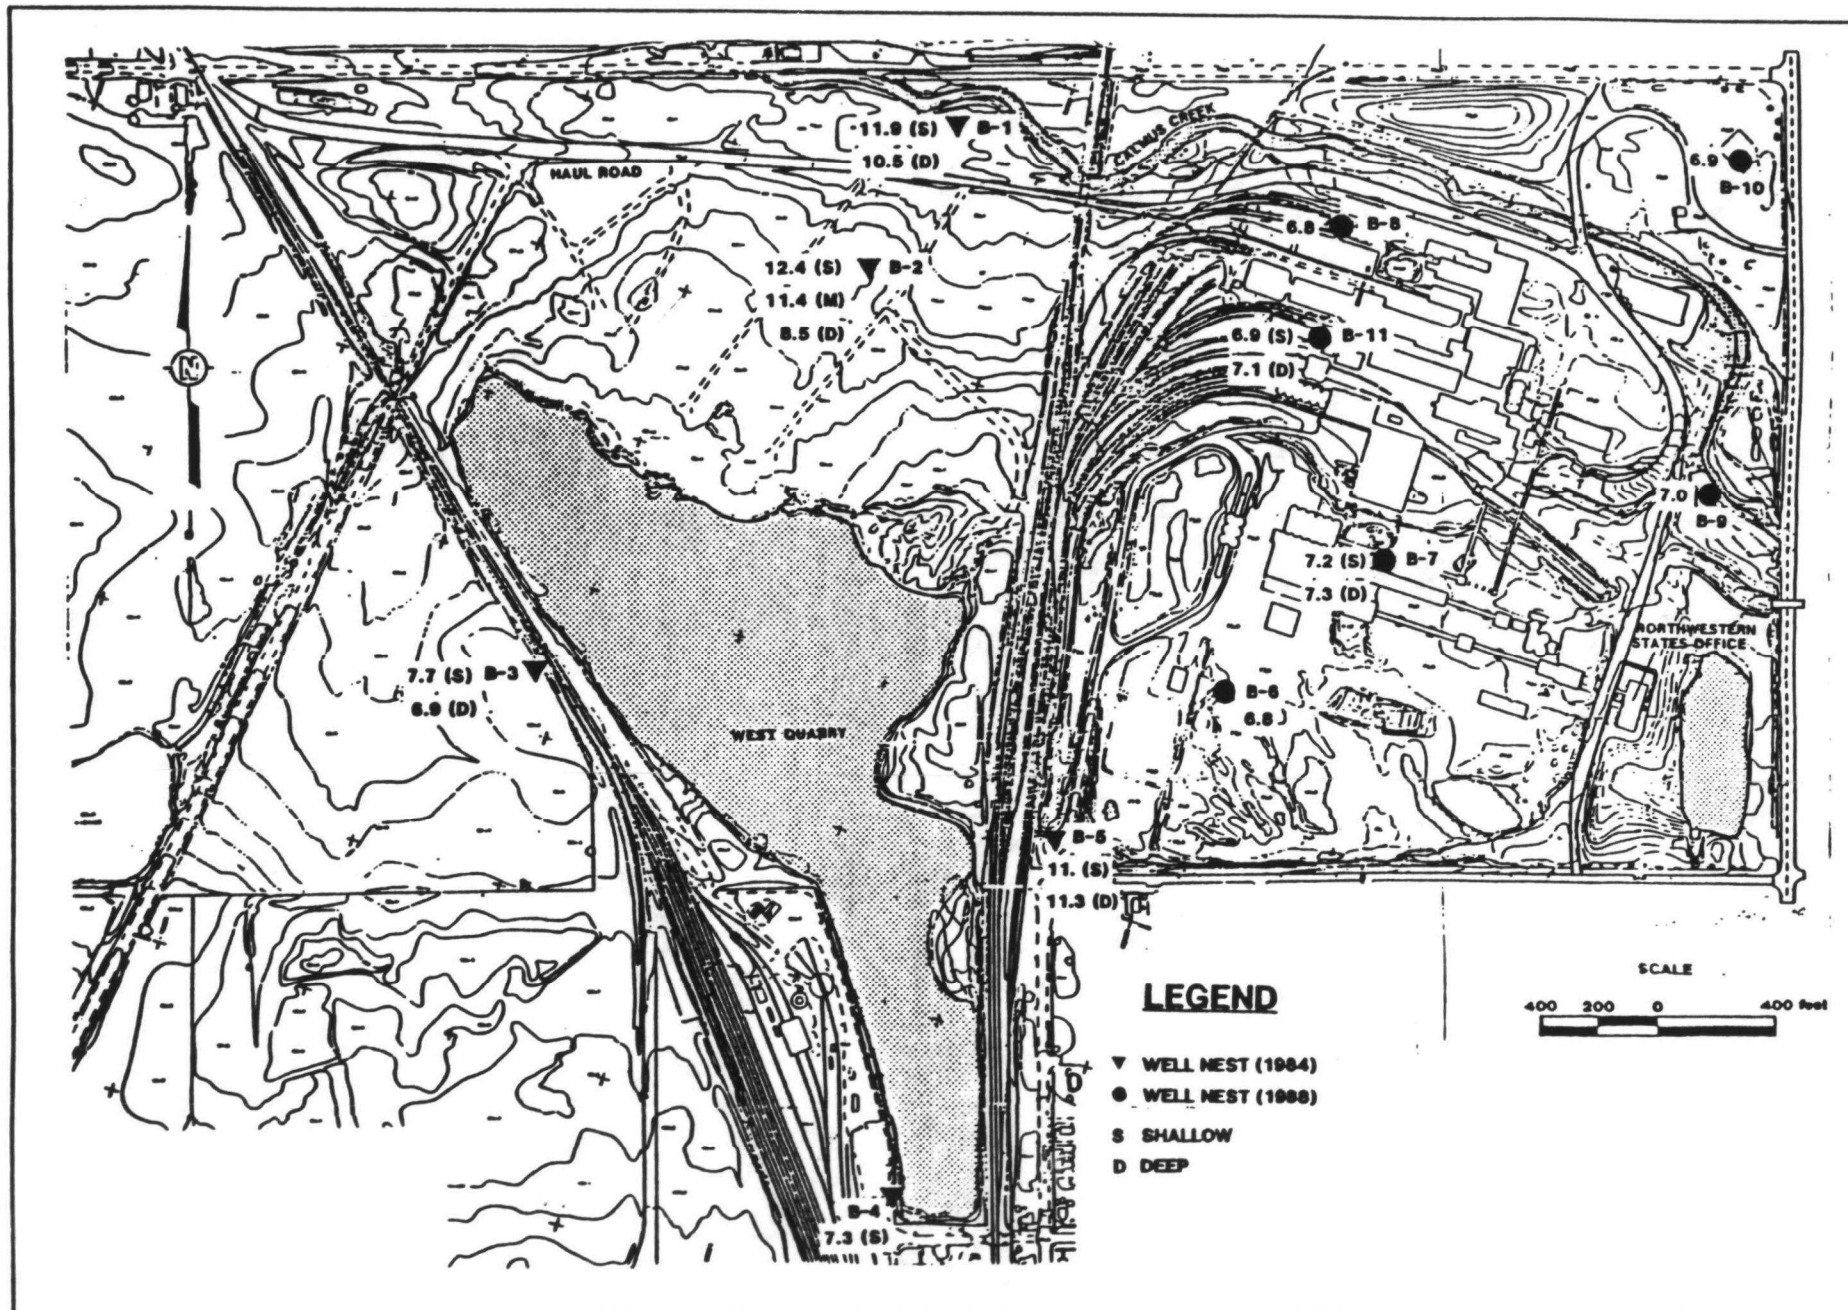 11.9 (S) B-1
10.5 (D)
CALMUS CREEK
HAUL ROAD
6.9
B-10
6.8 B-8
12.4 (S) B-2
11.4 (M)
8.5 (D)
6.9 (S) B-11
7.1 (D)
7.0
B-9
7.2 (S) B-7
7.3 (D)
NORTHWESTERN
STATES OFFICE
7.7 (S) B-3
6.9 (D)
B-6
6.8
WEST QUARRY
B-5
11. (S)
11.3 (D)
B-4
7.3 (S)
LEGEND
WELL NEST (1984)
WELL NEST (1988)
S SHALLOW
D DEEP
SCALE
400 200 0 400 feet